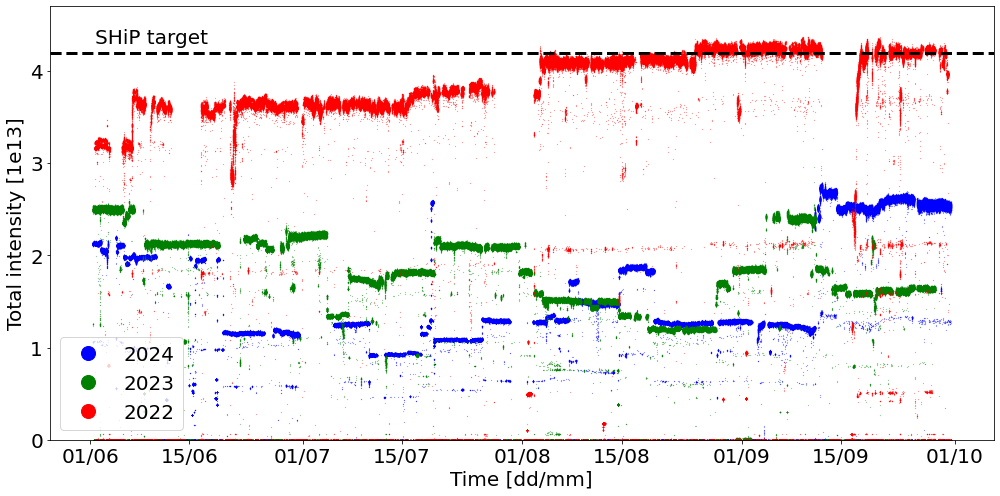 SHiP target
Total intensity [1e13]
4
3
2
1
0
2024
2023
2022
01/06 15/06 01/07 15/07 01/08 15/08 01/09 15/09 01/10
Time [dd/mm]